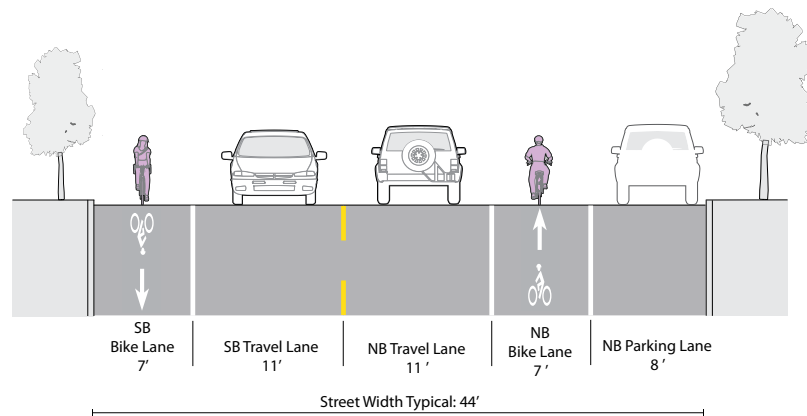 SB
Bike Lane
7'
SB Travel Lane
11'
NB Travel Lane
11 '
NB
Bike Lane
7 '
NB Parking Lane
8 '
Street Width Typical: 44'